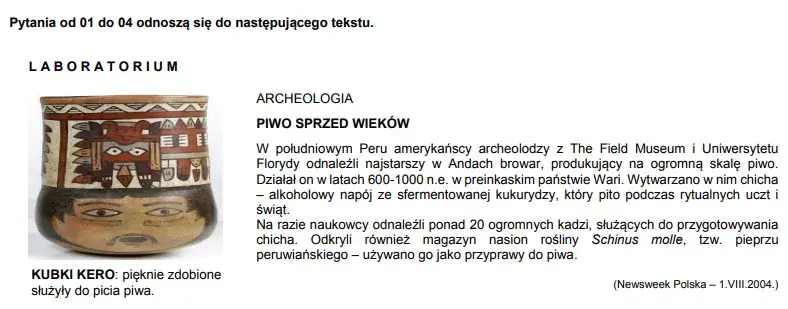 Pytania od 01 do 04 odnoszą się do następującego tekstu.
LABORATORIUM
ARCHEOLOGIA
PIWO SPRZED WIEKÓW
W południowym Peru amerykańscy archeolodzy z The Field Museum i Uniwersytetu
Florydy odnaleźli najstarszy w Andach browar, produkujący na ogromną skalę piwo.
Działał on w latach 600-1000 n.e. w preinkaskim państwie Wari. Wytwarzano w nim chicha
– alkoholowy napój ze sfermentowanej kukurydzy, który pito podczas rytualnych uczt i
świąt.
Na razie naukowcy odnaleźli ponad 20 ogromnych kadzi, służących do przygotowywania
chicha. Odkryli również magazyn nasion rośliny Schinus molle, tzw. pieprzu
peruwiańskiego – używano go jako przyprawy do piwa.
KUBKI KERO: pięknie zdobione
służyły do picia piwa.
(Newsweek Polska – 1.VIII.2004.)